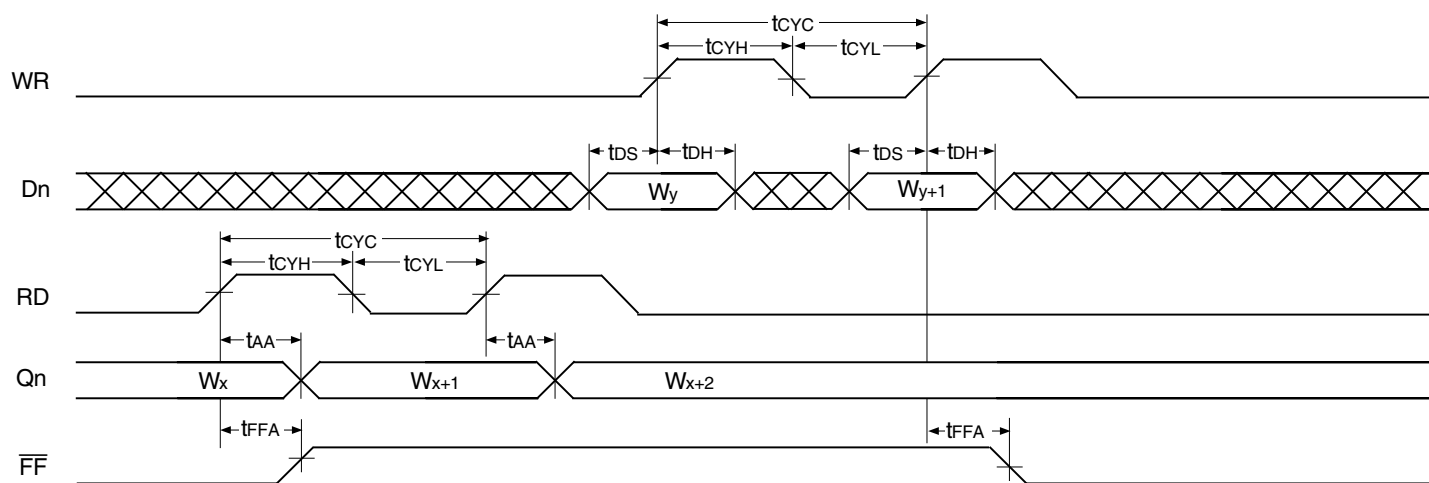 tCYC
tCYH tCYL
WR
tDS tDH tDS tDH
Dn Wy Wy+1
tCYC
tCYH tCYL
RD
tAA tAA
Qn Wx Wx+1 Wx+2
tFFA tFFA
F̅F̅